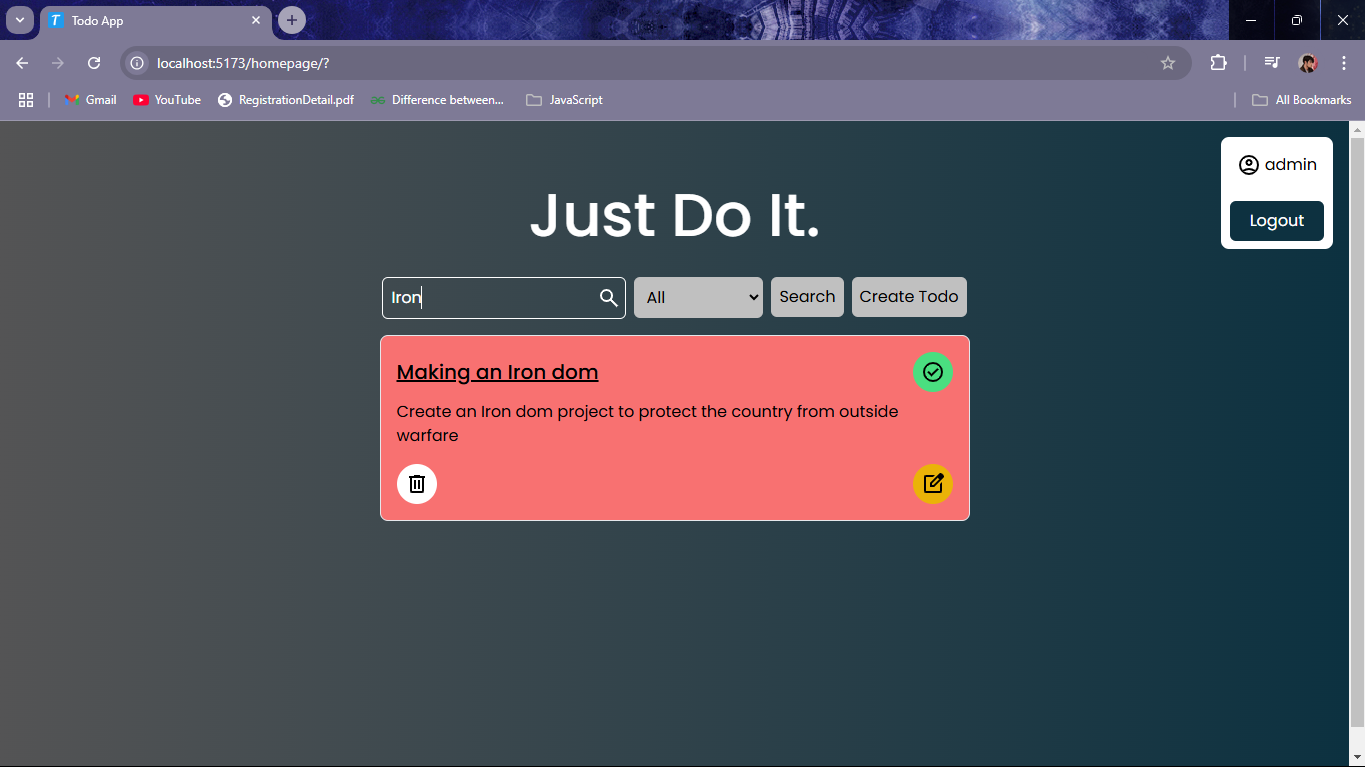 Todo App
localhost:5173/homepage/?
Gmail YouTube RegistrationDetail.pdf Difference between... JavaScript All Bookmarks
admin
Logout
Just Do It.
Iron All Search Create Todo
Making an Iron dom
Create an Iron dom project to protect the country from outside
warfare